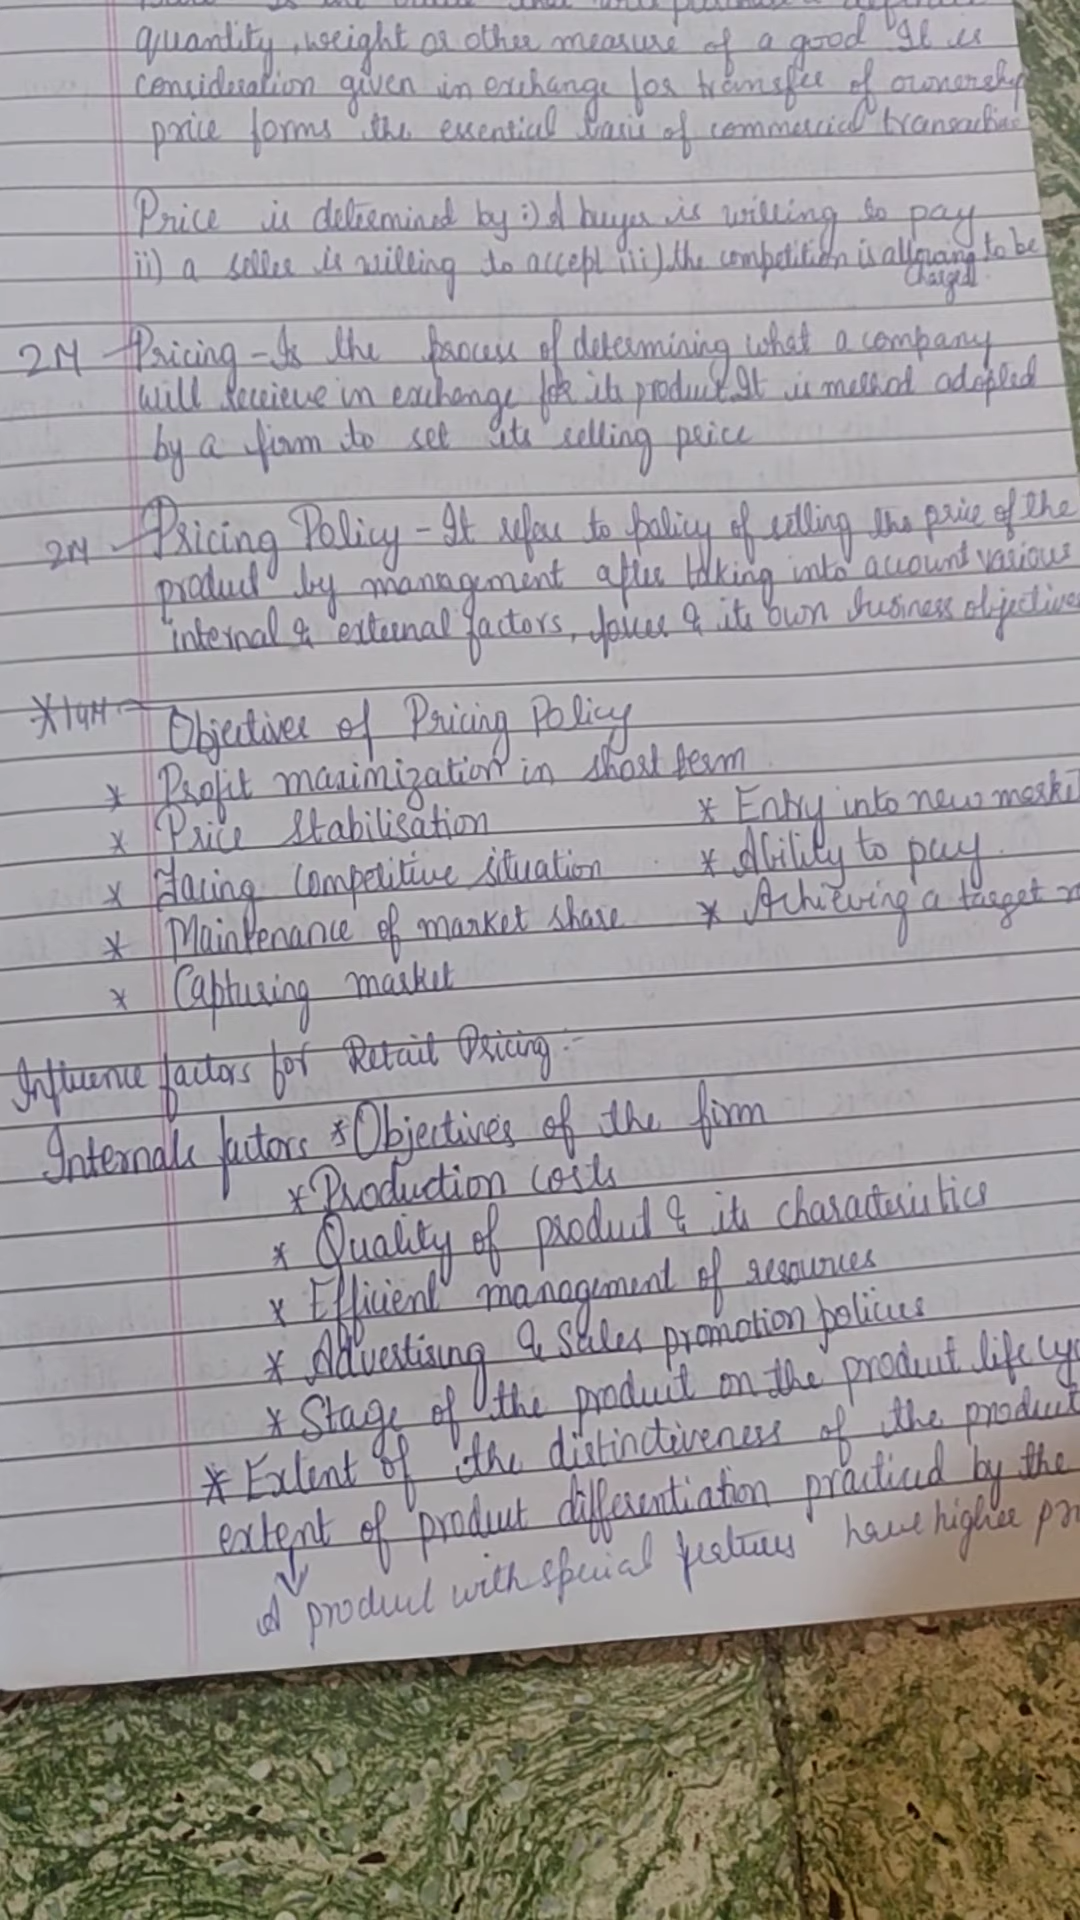 quantity, weight or other measure of a good It is
consideration given in exchange for transfer of ownership
price forms the essential basis of commercial transaction
Price is determined by i) A buyer is willing to pay
ii) a seller is willing to accept iii) the competition is allowing to be
charged.
2M Pricing - Is the process of determining what a company
will receieve in exchange for its product. It is method adopted
by a firm to set its selling price
2M Pricing Policy - It refers to policy of setting the price of the
product by management after taking into account various
internal & external factors, forces & its own business objectives
Objectives of Pricing Policy
* Profit maximization in short term
* Price Stabilisation * Entry into new market
* Facing competitive situation * Ability to pay.
* Maintenance of market share * Achieving a target
* Capturing market
Influence factors for Retail Pricing :-
Internals factors * Objectives of the firm
* Production costs
* Quality of product & its characteristics
* Efficient management of resources
* Advertising & Sales promotion policies
* Stage of the product on the product life
* Extent of the distinctiveness of the product
extent of product differentiation practiced by the
A product with special features have higher